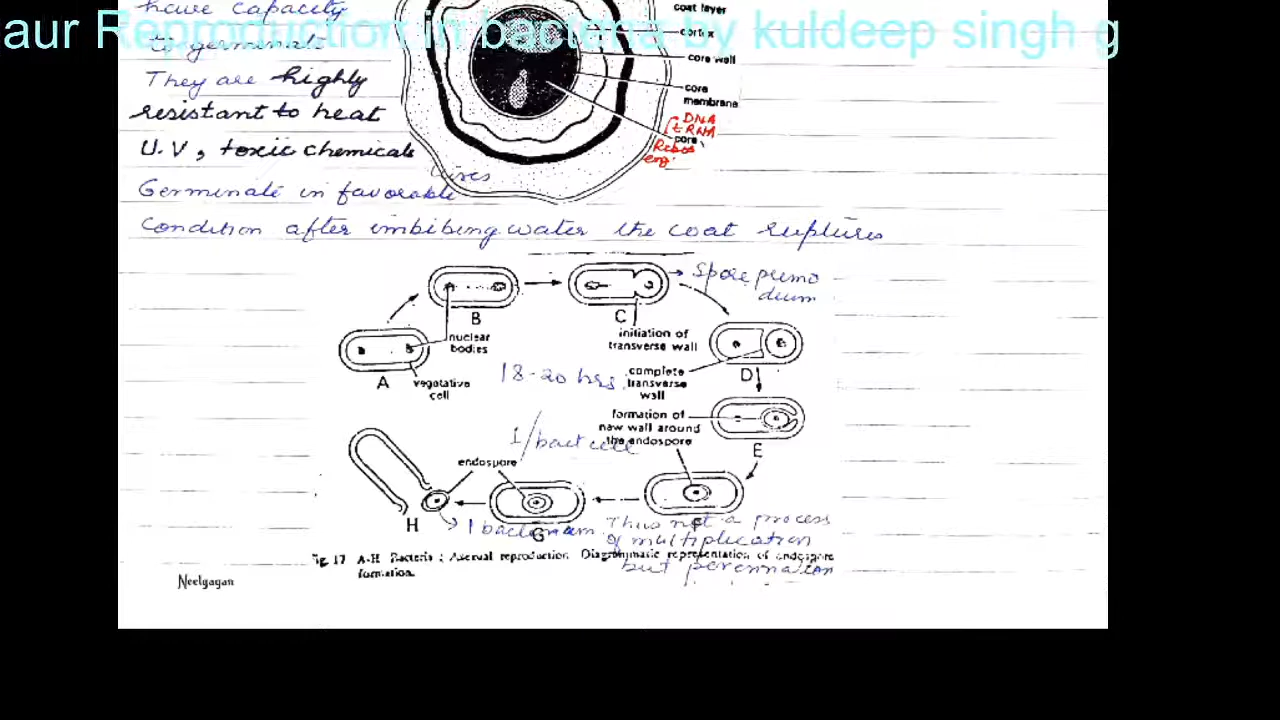 have capacity
aur Reproduction in bacteria by kuldeep singh g
to germinate
They are highly
resistant to heat
U.V, toxic chemicals
Germinate in favorable
Condition after imbibing water the coat ruptures
coat layer
cortex
core wall
core
membrane
DNA
t RNA
core
Spore primo
dium
B
C
nuclear
bodies
initiation of
transverse wall
A
vegetative
cell
18-20 hrs
complete
transverse
wall
D
formation of
new wall around
the endospore
1/bact cell
E
endospore
H
G
F
1 bacterium
Thus not a process
of multiplication
but perennation
Fig 17 A-H Bacteria : Asexual reproduction. Diagrammatic representation of endospore
formation.
Neelgagan